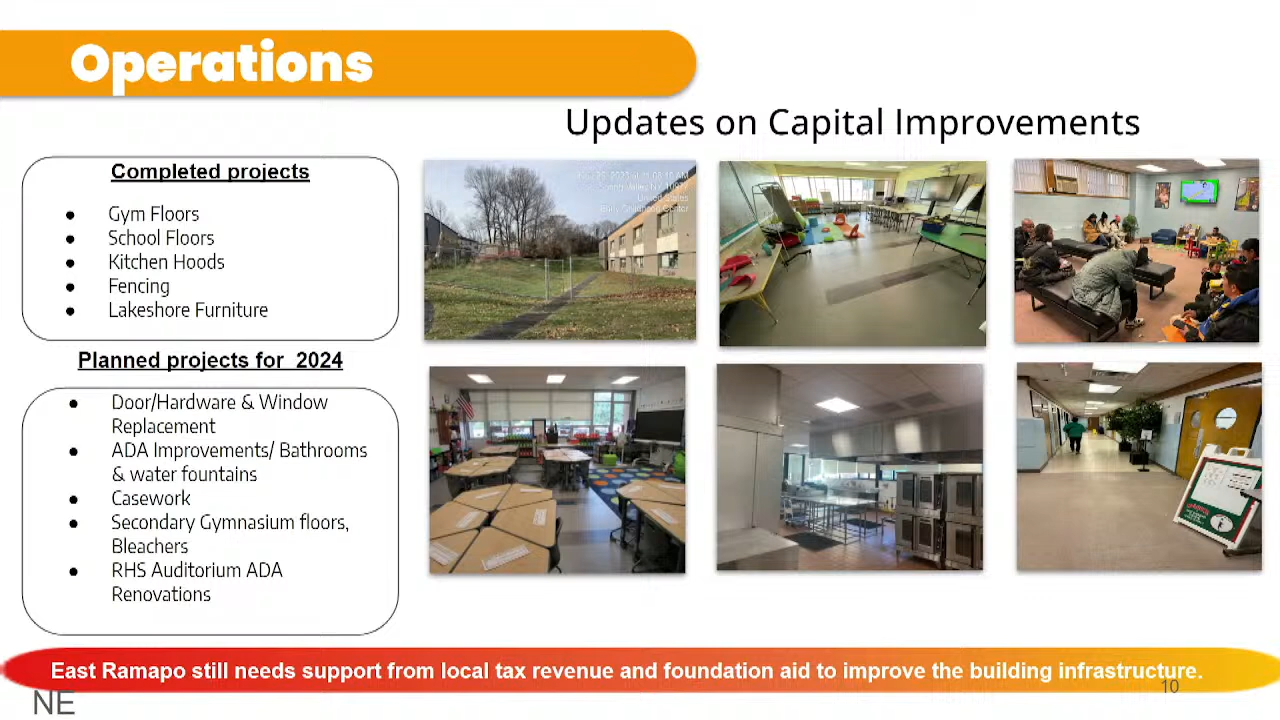 Operations
Updates on Capital Improvements
Completed projects
● Gym Floors
● School Floors
● Kitchen Hoods
● Fencing
● Lakeshore Furniture
Planned projects for 2024
● Door/Hardware & Window
Replacement
● ADA Improvements/ Bathrooms
& water fountains
● Casework
● Secondary Gymnasium floors,
Bleachers
● RHS Auditorium ADA
Renovations
United States
East Ramapo still needs support from local tax revenue and foundation aid to improve the building infrastructure.
10
NE